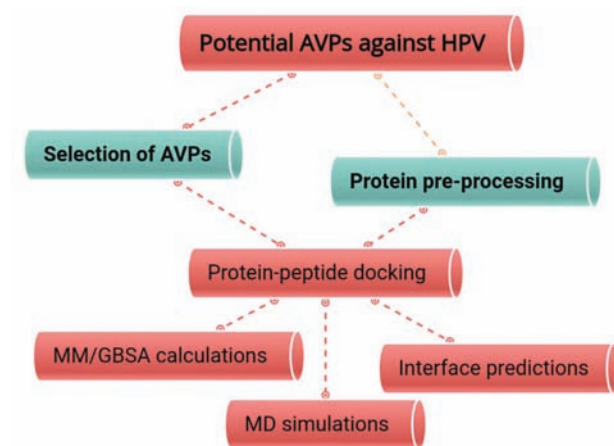 Potential AVPs against HPV
Selection of AVPs
Protein pre-processing
Protein-peptide docking
MM/GBSA calculations
Interface predictions
MD simulations